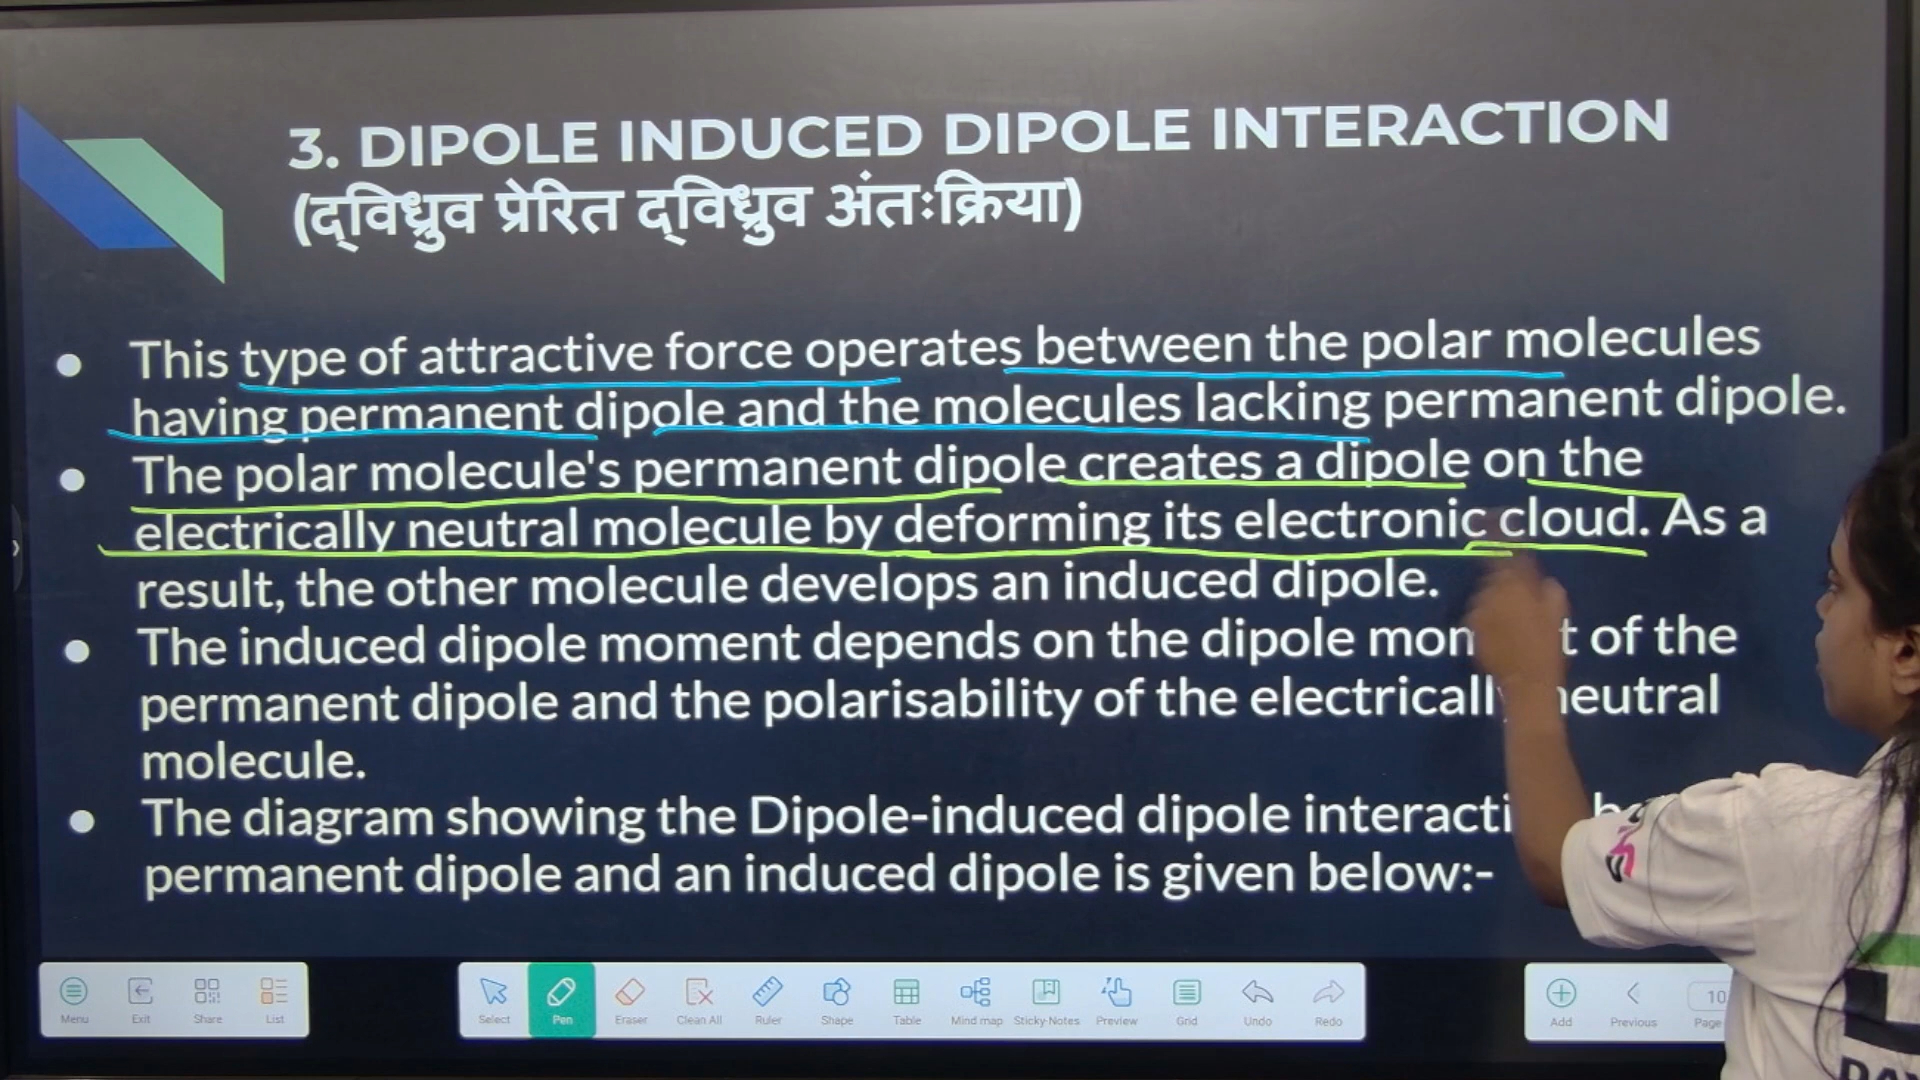 3. DIPOLE INDUCED DIPOLE INTERACTION
(द्विध्रुव प्रेरित द्विध्रुव अंतःक्रिया)
This type of attractive force operates between the polar molecules
having permanent dipole and the molecules lacking permanent dipole.
The polar molecule's permanent dipole creates a dipole on the
electrically neutral molecule by deforming its electronic cloud. As a
result, the other molecule develops an induced dipole.
The induced dipole moment depends on the dipole of the
permanent dipole and the polarisability of the
molecule.
The diagram showing the Dipole-induced dipole
permanent dipole and an induced dipole is given below:-
Menu Exit Share List Select Pen Eraser Clean All Ruler Shape Table Mind map Sticky-Notes Preview Grid Undo Redo Add Previous Page
10